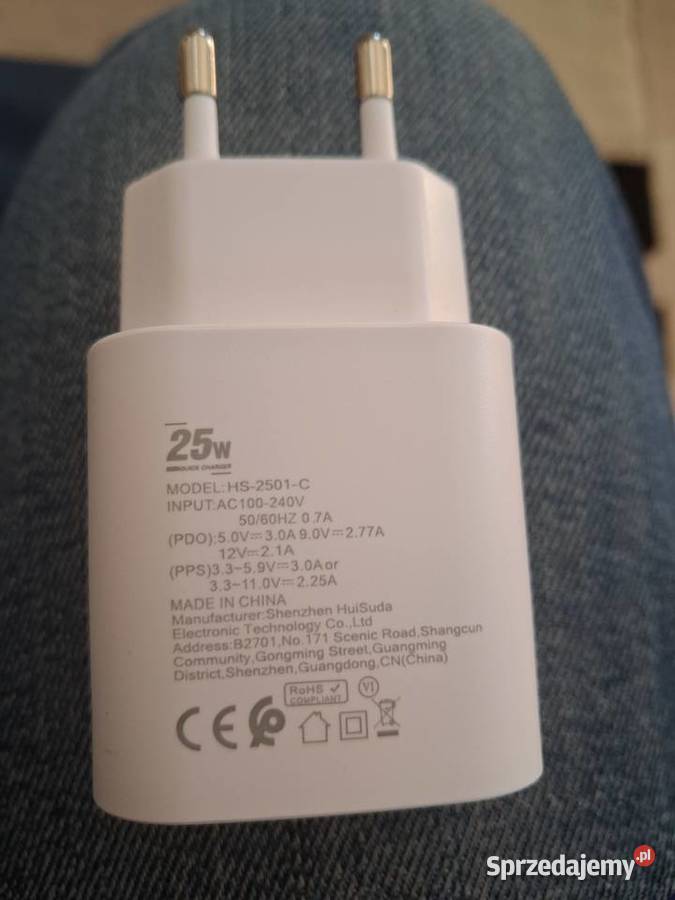 25W
QUICK CHARGER
MODEL:HS-2501-C
INPUT:AC100-240V
50/60HZ 0.7A
(PDO):5.0V⎓3.0A 9.0V⎓2.77A
12V⎓2.1A
(PPS)3.3~5.9V⎓3.0A or
3.3~11.0V⎓2.25A
MADE IN CHINA
Manufacturer:Shenzhen HuiSuda
Electronic Technology Co.,Ltd
Address:B2701,No.171 Scenic Road,Shangcun
Community,Gongming Street,Guangming
District,Shenzhen,Guangdong,CN(China)
RoHS
COMPLIANT
VI
CE
Sprzedajemy.pl